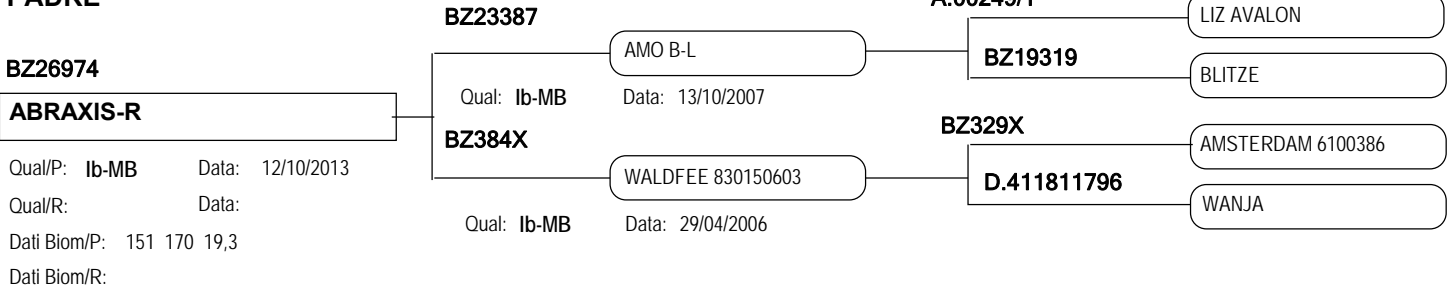 BZ23387
LIZ AVALON
AMO B-L
BZ19319
BZ26974
BLITZE
ABRAXIS-R
Qual: Ib-MB Data: 13/10/2007
BZ384X
BZ329X
AMSTERDAM 6100386
Qual/P: Ib-MB Data: 12/10/2013
WALDFEE 830150603
D.411811796
WANJA
Qual/R: Data:
Qual: Ib-MB Data: 29/04/2006
Dati Biom/P: 151 170 19,3
Dati Biom/R: